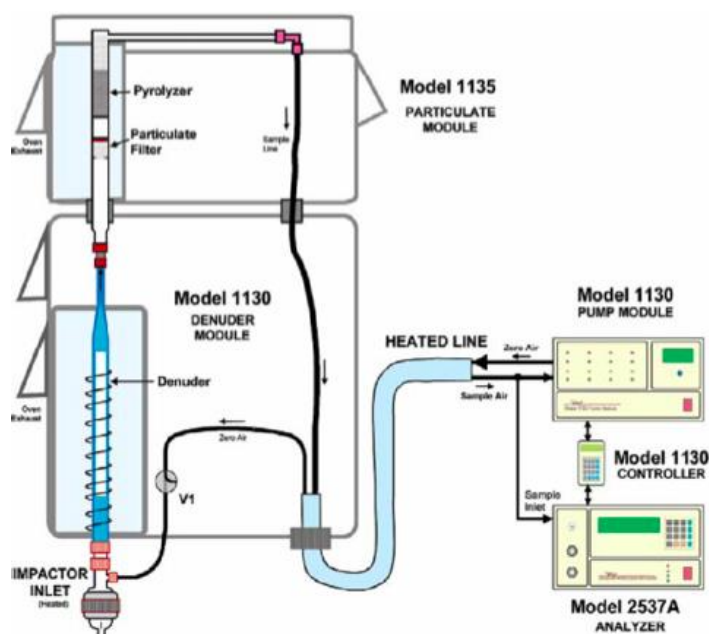 Model 1135
PARTICULATE
MODULE
Pyrolyzer
Particulate
Filter
Oven
Exhaust
Sample
Line
Model 1130
DENUDER
MODULE
Denuder
Oven
Exhaust
Zero Air
V1
IMPACTOR
INLET
(Heated)
HEATED LINE
Zero Air
Sample Air
Model 1130
PUMP MODULE
Model 1130
CONTROLLER
Sample
Inlet
Model 2537A
ANALYZER